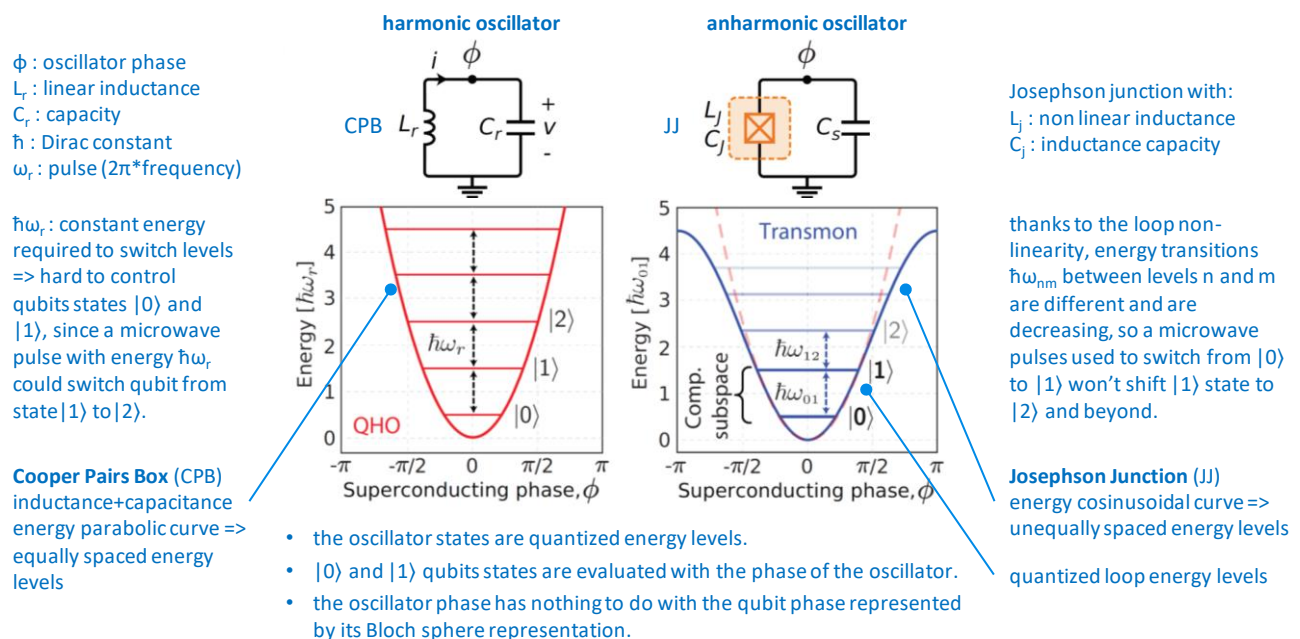 harmonic oscillator
anharmonic oscillator
ϕ : oscillator phase
Lr : linear inductance
Cr : capacity
ħ : Dirac constant
ωr : pulse (2π*frequency)
ħωr : constant energy
required to switch levels
=> hard to control
qubits states |0⟩ and
|1⟩, since a microwave
pulse with energy ħωr
could switch qubit from
state|1⟩ to|2⟩.
Cooper Pairs Box (CPB)
inductance+capacitance
energy parabolic curve =>
equally spaced energy
levels
ϕ
i
CPB
Lr
Cr
+
v
-
Energy [ħωr]
5
4
3
2
1
0
|2⟩
ħωr
|1⟩
|0⟩
QHO
-π
-π/2
0
π/2
π
Superconducting phase, ϕ
ϕ
JJ
LJ
CJ
Cs
Energy [ħω01]
5
4
3
2
1
0
Transmon
|2⟩
ħω12
|1⟩
Comp.
subspace
ħω01
|0⟩
-π
-π/2
0
π/2
π
Superconducting phase, ϕ
Josephson junction with:
Lj : non linear inductance
Cj : inductance capacity
thanks to the loop non-
linearity, energy transitions
ħωnm between levels n and m
are different and are
decreasing, so a microwave
pulses used to switch from |0⟩
to |1⟩ won't shift |1⟩ state to
|2⟩ and beyond.
Josephson Junction (JJ)
energy cosinusoidal curve =>
unequally spaced energy levels
quantized loop energy levels
• the oscillator states are quantized energy levels.
• |0⟩ and |1⟩ qubits states are evaluated with the phase of the oscillator.
• the oscillator phase has nothing to do with the qubit phase represented
by its Bloch sphere representation.